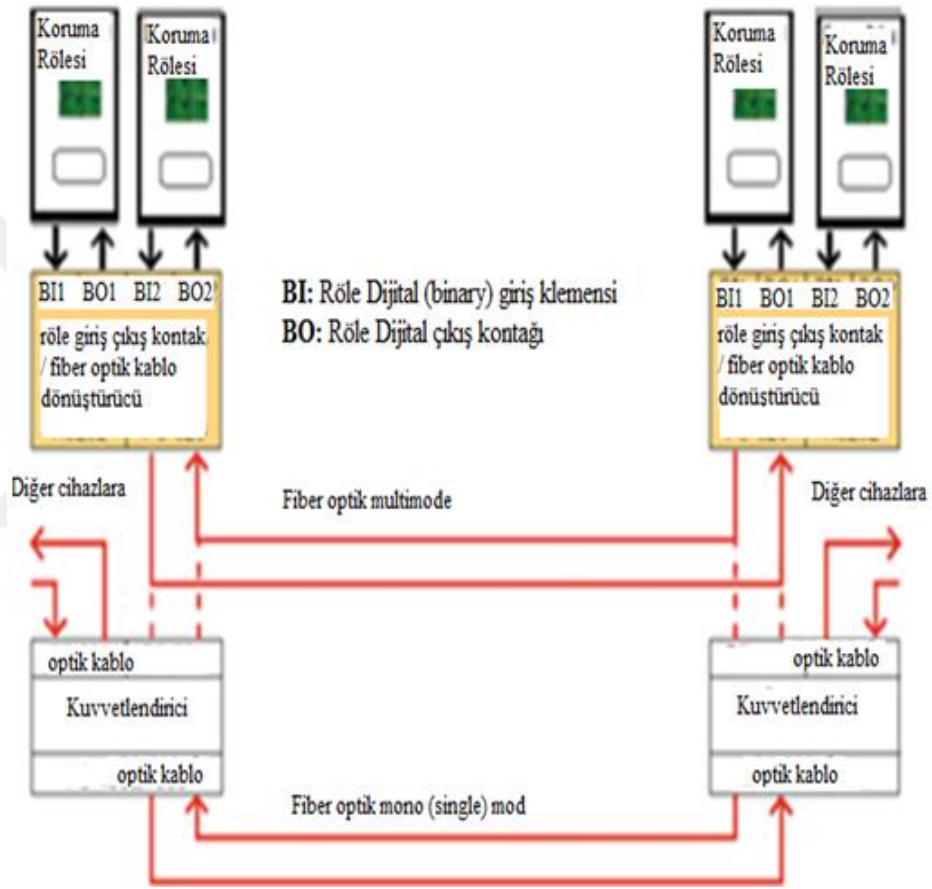 Koruma
Rölesi
Koruma
Rölesi
Koruma
Rölesi
Koruma
Rölesi
BI1 BO1 BI2 BO2
röle giriş çıkış kontak
/ fiber optik kablo
dönüştürücü
BI: Röle Dijital (binary) giriş klemensi
BO: Röle Dijital çıkış kontağı
BI1 BO1 BI2 BO2
röle giriş çıkış kontak
/ fiber optik kablo
dönüştürücü
Diğer cihazlara
Fiber optik multimode
Diğer cihazlara
optik kablo
Kuvvetlendirici
optik kablo
optik kablo
Kuvvetlendirici
optik kablo
Fiber optik mono (single) mod